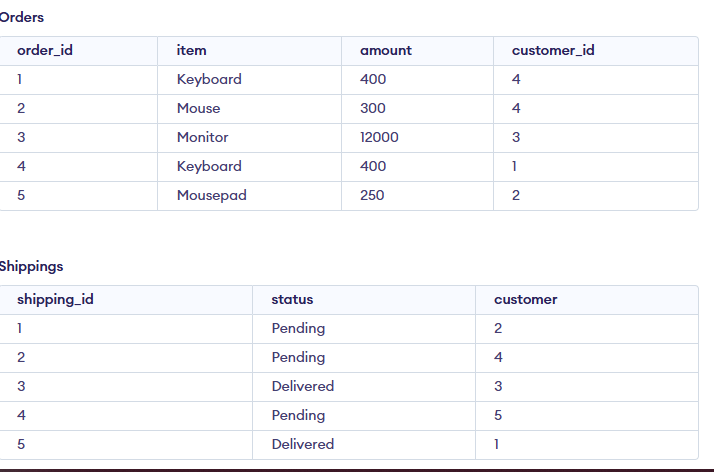 Orders
order_id item amount customer_id
1 Keyboard 400 4
2 Mouse 300 4
3 Monitor 12000 3
4 Keyboard 400 1
5 Mousepad 250 2
Shippings
shipping_id status customer
1 Pending 2
2 Pending 4
3 Delivered 3
4 Pending 5
5 Delivered 1